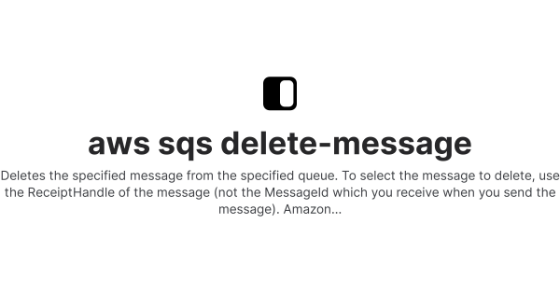 aws sqs delete-message
Deletes the specified message from the specified queue. To select the message to delete, use
the ReceiptHandle of the message (not the MessageId which you receive when you send the
message). Amazon...